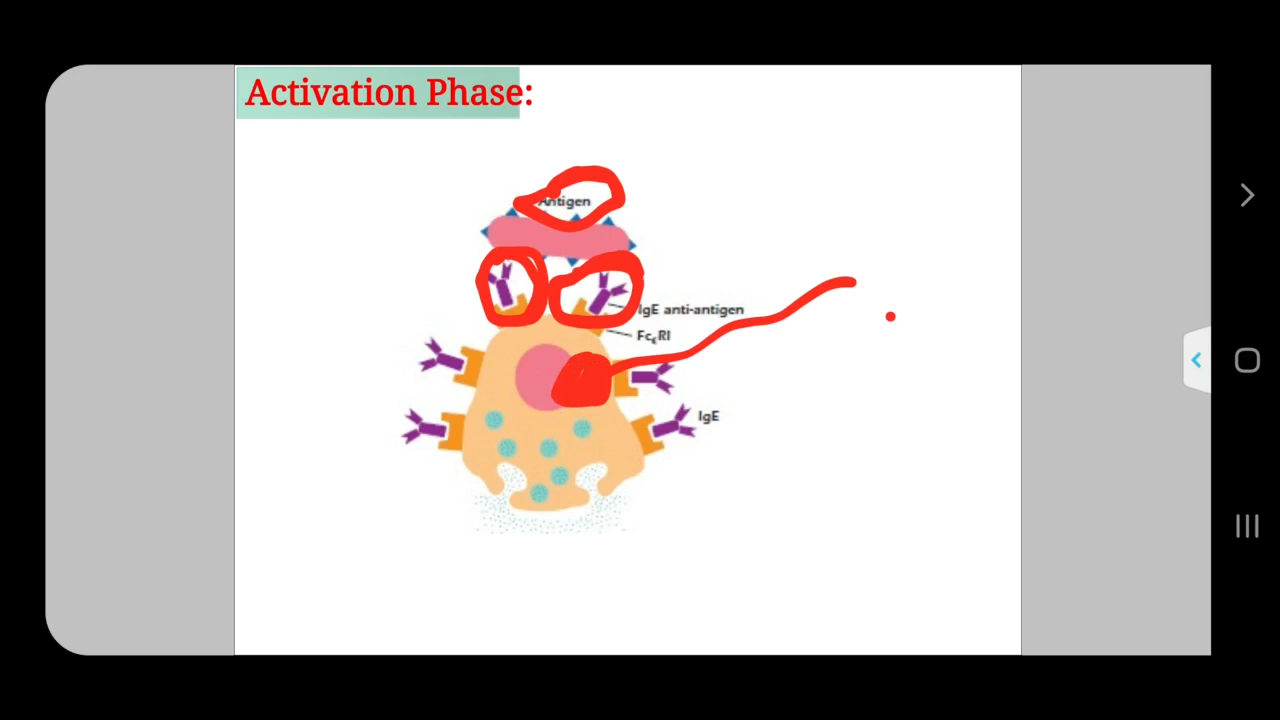 Activation Phase:
Antigen
IgE anti-antigen
FcεRI
IgE